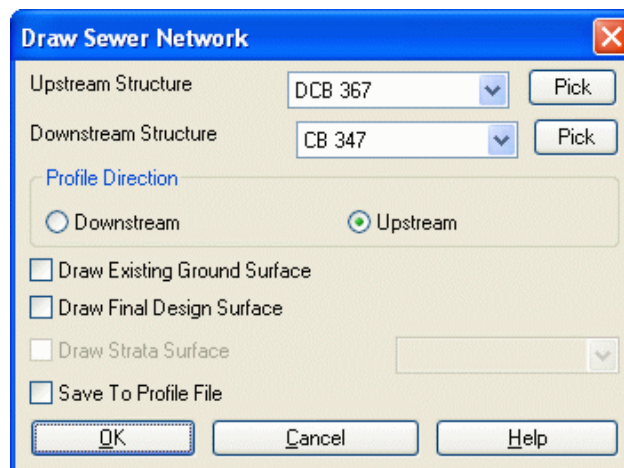 Draw Sewer Network
Upstream Structure DCB 367 Pick
Downstream Structure CB 347 Pick
Profile Direction
Downstream Upstream
Draw Existing Ground Surface
Draw Final Design Surface
Draw Strata Surface
Save To Profile File
OK Cancel Help